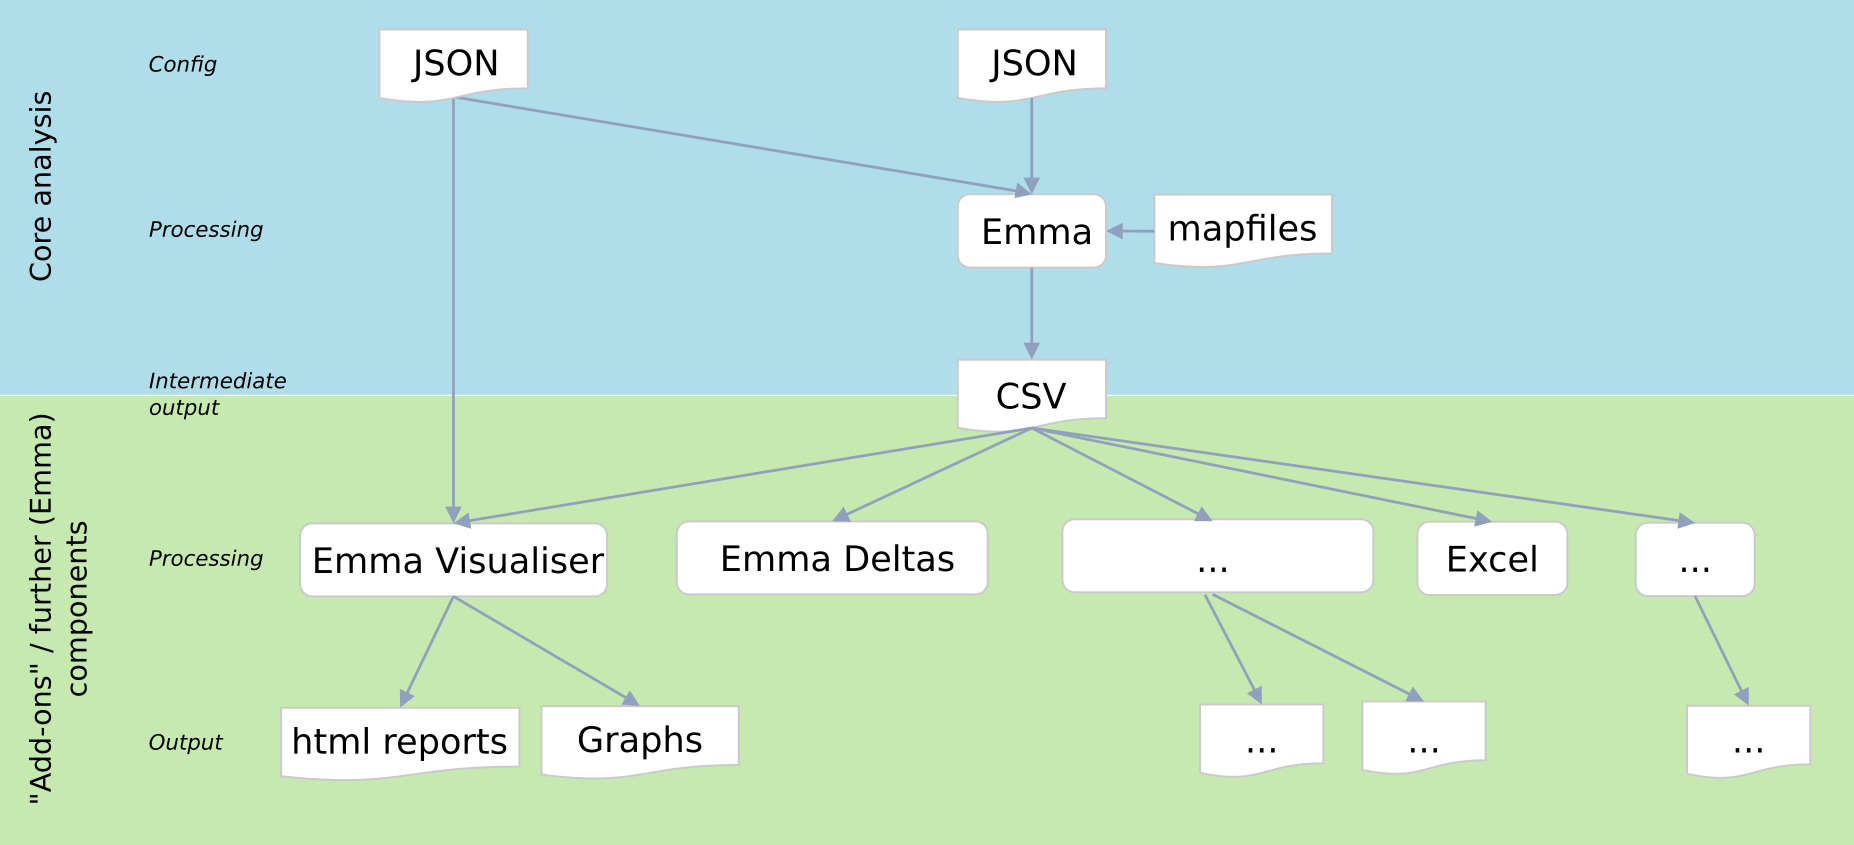 Core analysis
Config
JSON
JSON
Processing
Emma
mapfiles
Intermediate
output
CSV
"Add-ons" / further (Emma)
components
Processing
Emma Visualiser
Emma Deltas
...
Excel
...
Output
html reports
Graphs
...
...
...